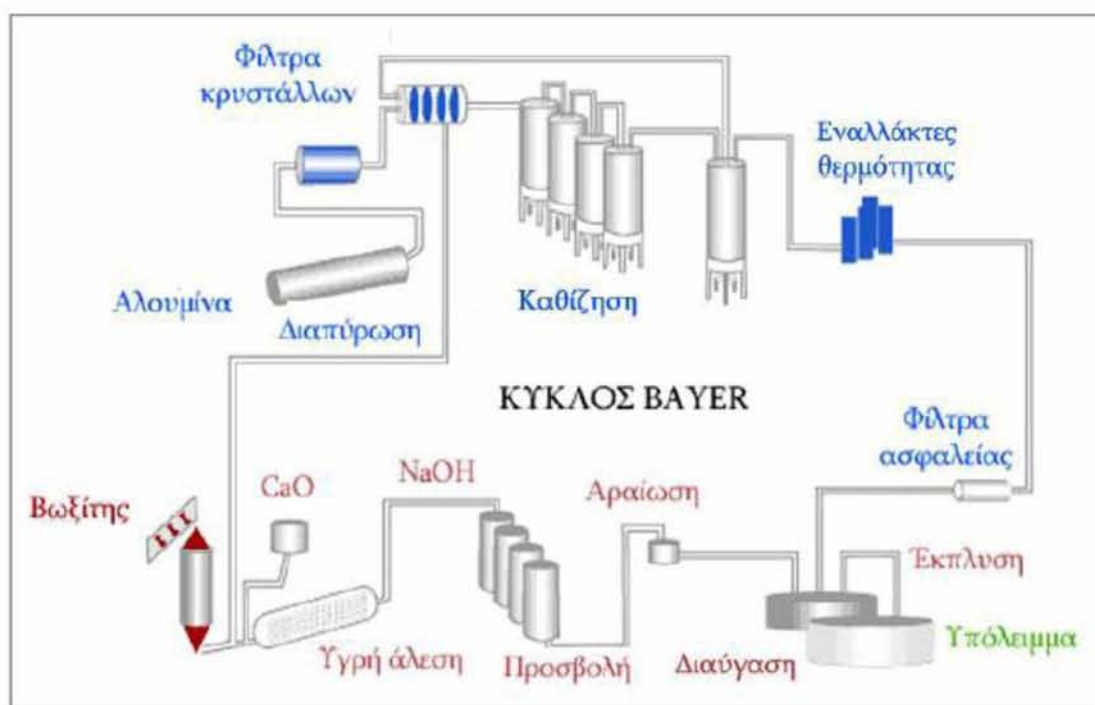 Φίλτρα
κρυστάλλων
Εναλλάκτες
θερμότητας
Αλουμίνα
Διαπύρωση
Καθίζηση
ΚΥΚΛΟΣ BAYER
Φίλτρα
ασφαλείας
Βωξίτης
CaO
NaOH
Αραίωση
Έκπλυση
Υγρή άλεση
Προσβολή
Διαύγαση
Υπόλειμμα